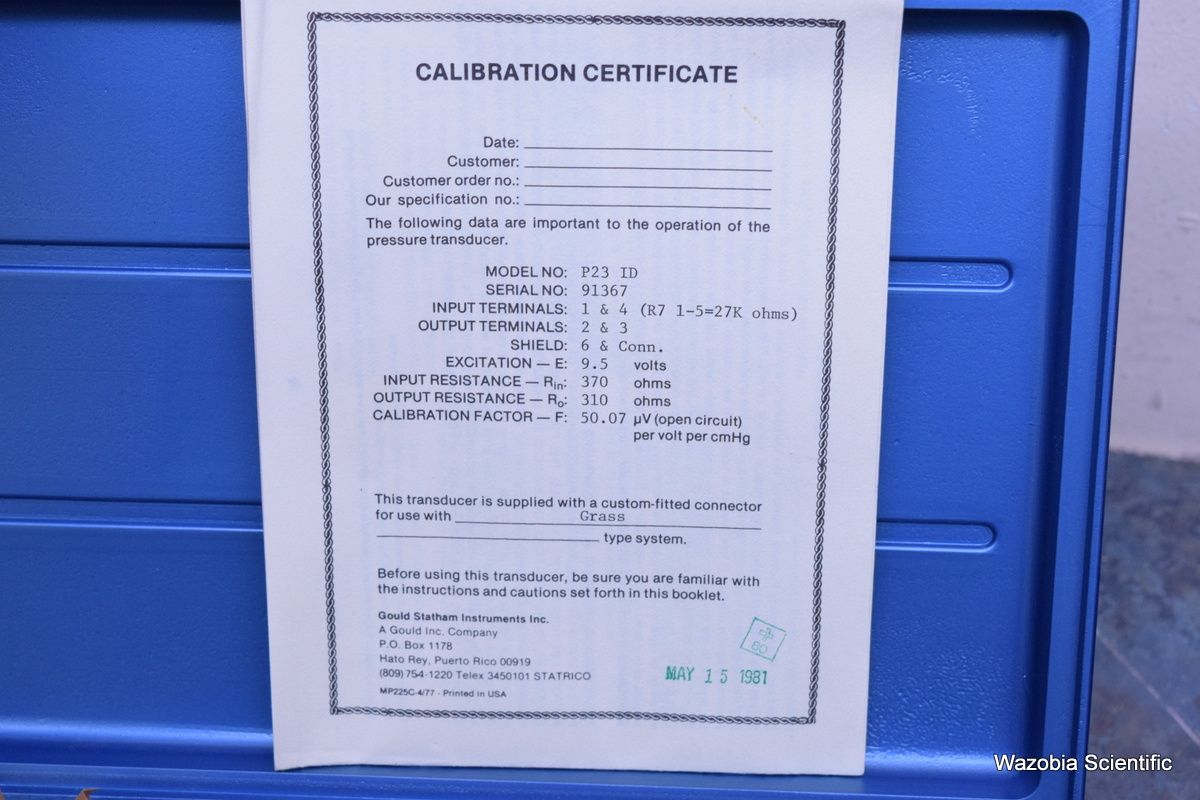 CALIBRATION CERTIFICATE
Date:
Customer:
Customer order no.:
Our specification no.:
The following data are important to the operation of the
pressure transducer.
MODEL NO: P23 ID
SERIAL NO: 91367
INPUT TERMINALS: 1 & 4 (R7 1-5=27K ohms)
OUTPUT TERMINALS: 2 & 3
SHIELD: 6 & Conn.
EXCITATION — E: 9.5 volts
INPUT RESISTANCE — Rin: 370 ohms
OUTPUT RESISTANCE — Ro: 310 ohms
CALIBRATION FACTOR — F: 50.07 µV (open circuit)
per volt per cmHg
This transducer is supplied with a custom-fitted connector
for use with Grass
type system.
Before using this transducer, be sure you are familiar with
the instructions and cautions set forth in this booklet.
Gould Statham Instruments Inc.
A Gould Inc. Company
P.O. Box 1178
Hato Rey, Puerto Rico 00919
(809) 754-1220 Telex 3450101 STATRICO
MP225C-4/77 - Printed in USA
80
MAY 15 1981
Wazobia Scientific